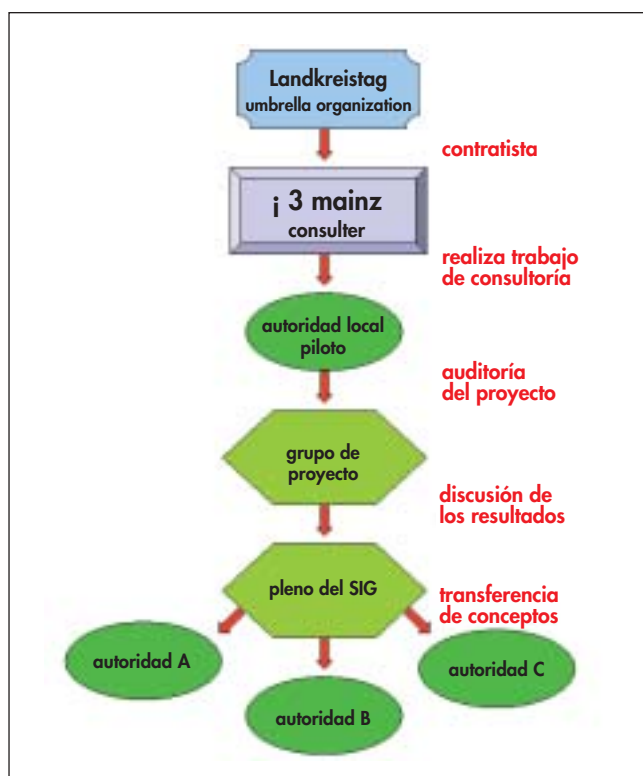 Landkreistag
umbrella organization
contratista
¡ 3 mainz
consulter
realiza trabajo
de consultoría
autoridad local
piloto
auditoría
del proyecto
grupo de
proyecto
discusión de
los resultados
pleno del SIG
transferencia
de conceptos
autoridad A
autoridad B
autoridad C